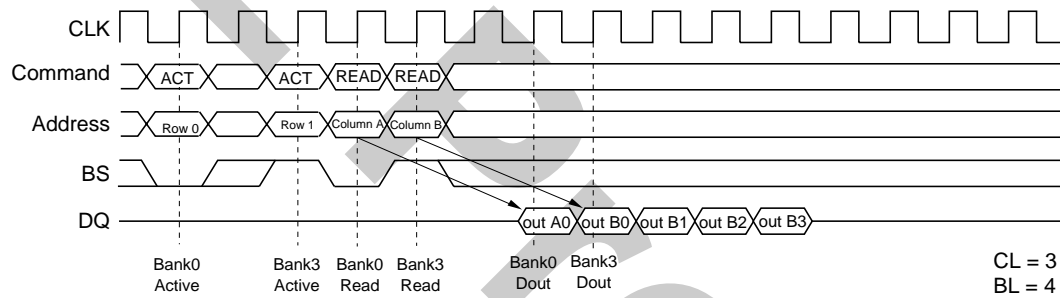 CLK
Command ACT ACT READ READ
Address Row 0 Row 1 Column A Column B
BS
DQ out A0 out B0 out B1 out B2 out B3
Bank0 Active
Bank3 Active
Bank0 Read
Bank3 Read
Bank0 Dout
Bank3 Dout
CL = 3
BL = 4